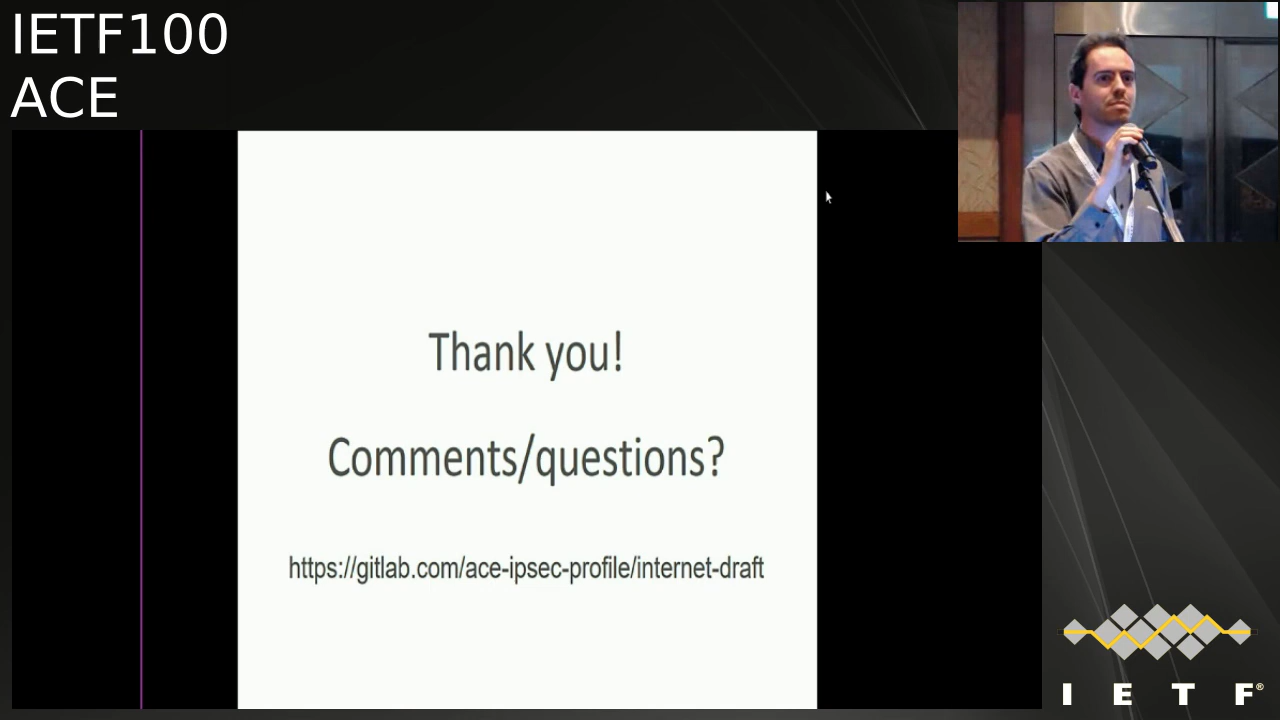 IETF100
ACE
Thank you!
Comments/questions?
https://gitlab.com/ace-ipsec-profile/internet-draft
I E T F®